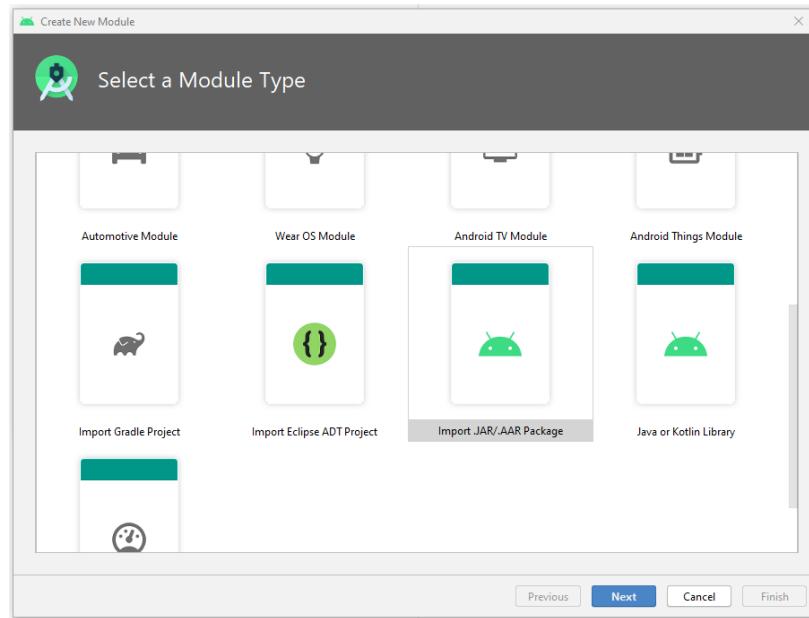 Create New Module
Select a Module Type
Automotive Module
Wear OS Module
Android TV Module
Android Things Module
Import Gradle Project
Import Eclipse ADT Project
Import .JAR/.AAR Package
Java or Kotlin Library
Previous
Next
Cancel
Finish